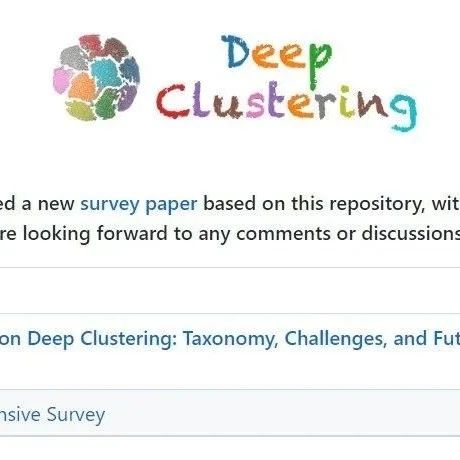 Deep
Clustering
ed a new survey paper based on this repository, wit
re looking forward to any comments or discussions
on Deep Clustering: Taxonomy, Challenges, and Fut
nsive Survey